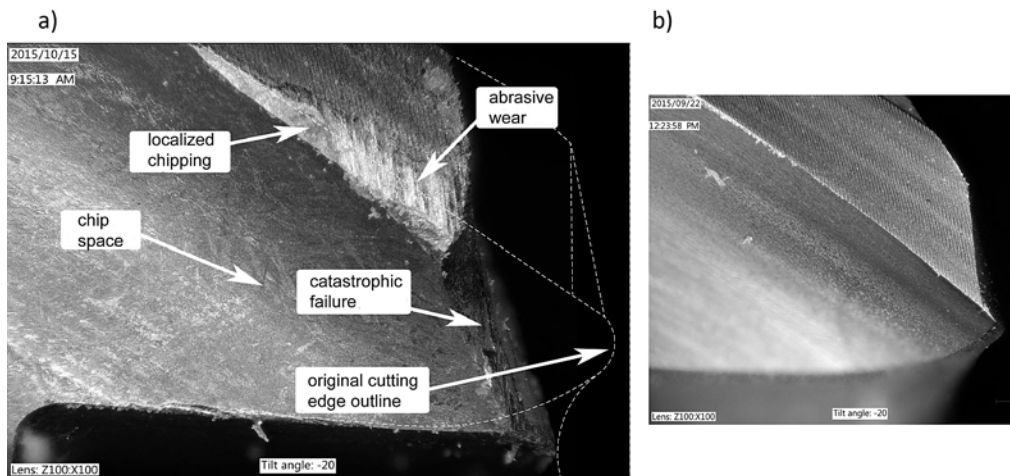 a)
2015/10/15
9:15:13 AM
localized
chipping
abrasive
wear
chip
space
catastrophic
failure
original cutting
edge outline
Lens: Z100:X100
Tilt angle: -20
b)
2015/09/22
12:23:58 PM
Lens: Z100:X100
Tilt angle: -20